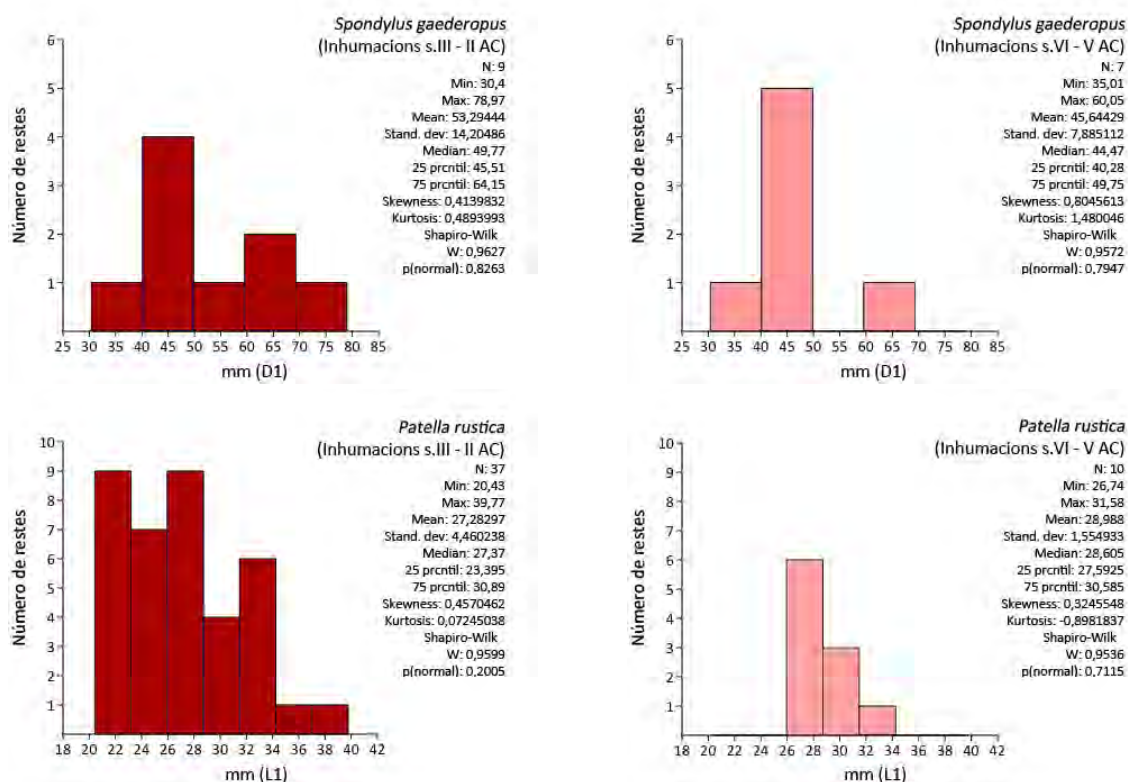 Spondylus gaederopus
(Inhumacions s.III - II AC)
N: 9
Min: 30,4
Max: 78,97
Mean: 53,29444
Stand. dev: 14,20486
Median: 49,77
25 prcntil: 45,51
75 prcntil: 64,15
Skewness: 0,4139832
Kurtosis: 0,4893993
Shapiro-Wilk
W: 0,9627
p(normal): 0,8263
Número de restes
6
5
4
3
2
1
25 30 35 40 45 50 55 60 65 70 75 80 85
mm (D1)
Spondylus gaederopus
(Inhumacions s.VI - V AC)
N: 7
Min: 35,01
Max: 60,05
Mean: 45,64429
Stand. dev: 7,885112
Median: 44,47
25 prcntil: 40,28
75 prcntil: 49,75
Skewness: 0,8045613
Kurtosis: 1,480046
Shapiro-Wilk
W: 0,9572
p(normal): 0,7947
Número de restes
6
5
4
3
2
1
25 30 35 40 45 50 55 60 65 70 75 80 85
mm (D1)
Patella rustica
(Inhumacions s.III - II AC)
N: 37
Min: 20,43
Max: 39,77
Mean: 27,28297
Stand. dev: 4,460238
Median: 27,37
25 prcntil: 23,395
75 prcntil: 30,89
Skewness: 0,4570462
Kurtosis: 0,07245038
Shapiro-Wilk
W: 0,9599
p(normal): 0,2005
Número de restes
10
9
8
7
6
5
4
3
2
1
18 20 22 24 26 28 30 32 34 36 38 40 42
mm (L1)
Patella rustica
(Inhumacions s.VI - V AC)
N: 10
Min: 26,74
Max: 31,58
Mean: 28,988
Stand. dev: 1,554933
Median: 28,605
25 prcntil: 27,5925
75 prcntil: 30,585
Skewness: 0,3245548
Kurtosis: -0,8981837
Shapiro-Wilk
W: 0,9536
p(normal): 0,7115
Número de restes
10
9
8
7
6
5
4
3
2
1
18 20 22 24 26 28 30 32 34 36 38 40 42
mm (L1)